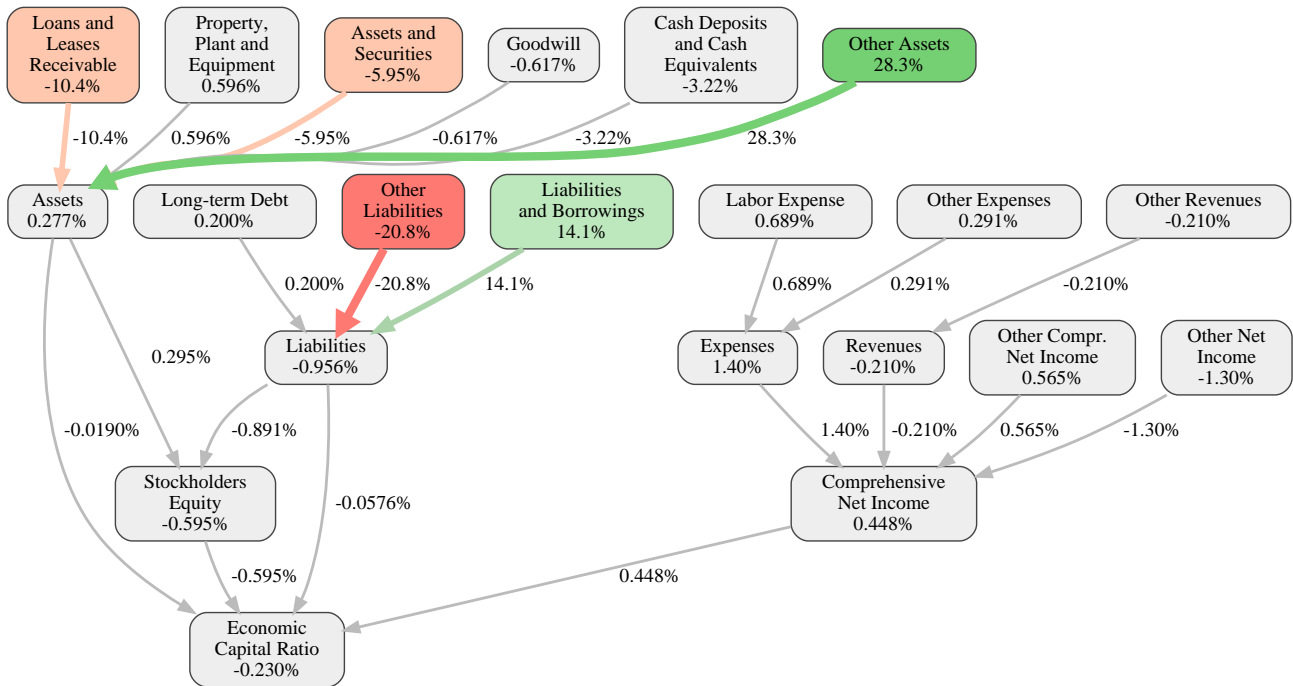 Loans and
Leases
Receivable
-10.4%
Property,
Plant and
Equipment
0.596%
Assets and
Securities
-5.95%
Goodwill
-0.617%
Cash Deposits
and Cash
Equivalents
-3.22%
Other Assets
28.3%
-10.4%
0.596%
-5.95%
-0.617%
-3.22%
28.3%
Assets
0.277%
Long-term Debt
0.200%
Other
Liabilities
-20.8%
Liabilities
and Borrowings
14.1%
Labor Expense
0.689%
Other Expenses
0.291%
Other Revenues
-0.210%
0.200%
-20.8%
14.1%
0.689%
0.291%
-0.210%
0.295%
Liabilities
-0.956%
Expenses
1.40%
Revenues
-0.210%
Other Compr.
Net Income
0.565%
Other Net
Income
-1.30%
-0.0190%
-0.891%
1.40%
-0.210%
0.565%
-1.30%
Stockholders
Equity
-0.595%
-0.0576%
Comprehensive
Net Income
0.448%
-0.595%
0.448%
Economic
Capital Ratio
-0.230%